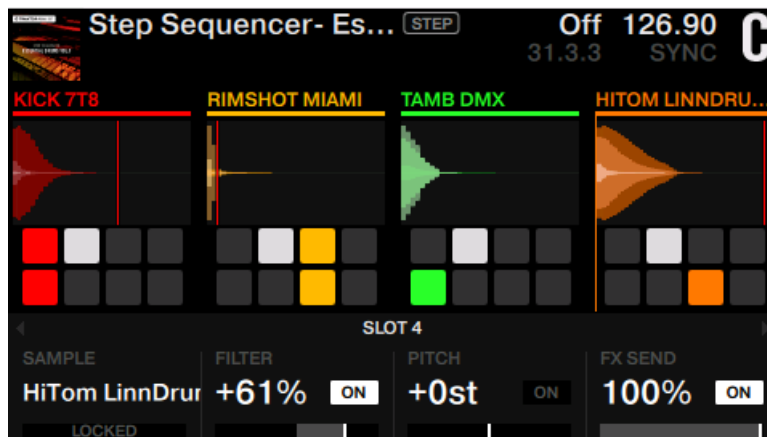 Step Sequencer- Es... STEP Off 126.90 C
31.3.3 SYNC
KICK 7T8 RIMSHOT MIAMI TAMB DMX HITOM LINNDRU...
SLOT 4
SAMPLE FILTER PITCH FX SEND
HiTom LinnDrur +61% ON +0st ON 100% ON
LOCKED